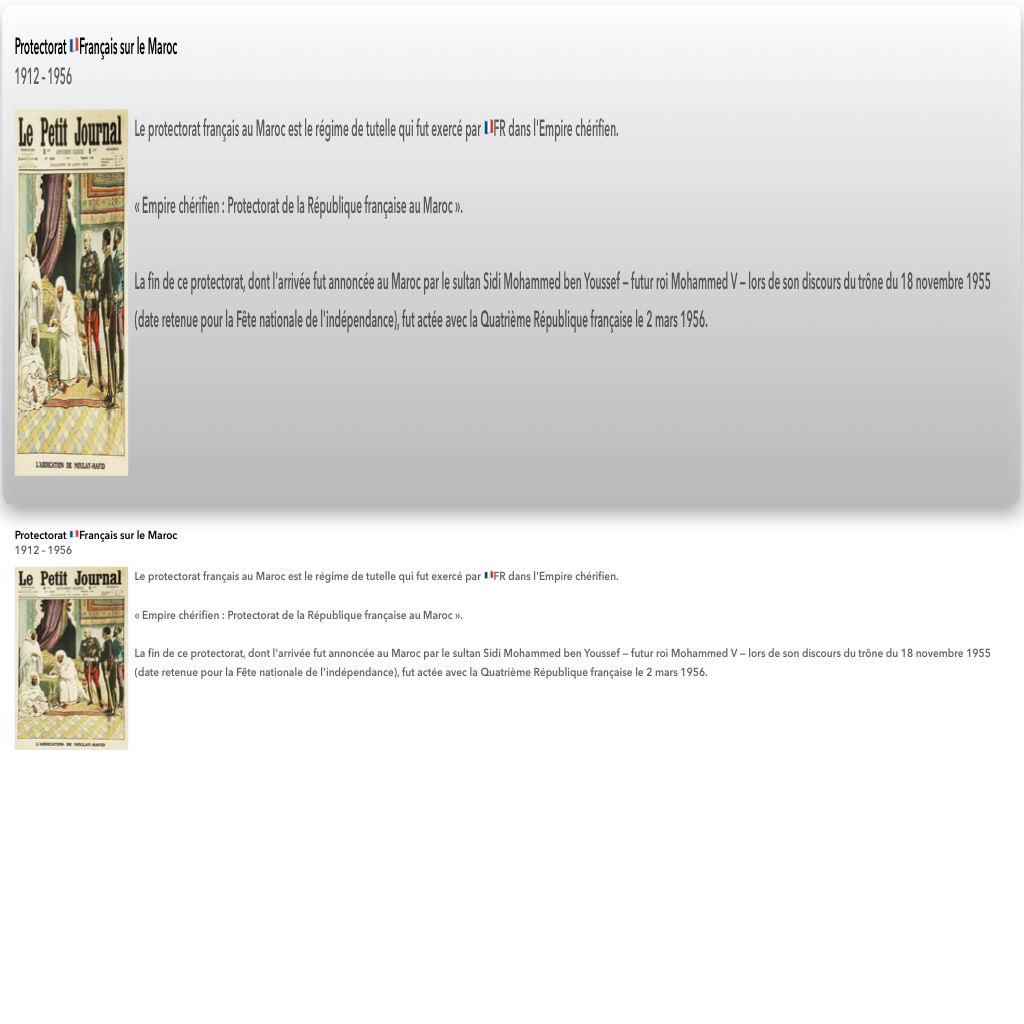 Protectorat 🇫🇷Français sur le Maroc
1912 - 1956
Le Petit Journal
Le protectorat français au Maroc est le régime de tutelle qui fut exercé par 🇫🇷FR dans l'Empire chérifien.
« Empire chérifien : Protectorat de la République française au Maroc ».
La fin de ce protectorat, dont l'arrivée fut annoncée au Maroc par le sultan Sidi Mohammed ben Youssef – futur roi Mohammed V – lors de son discours du trône du 18 novembre 1955
(date retenue pour la Fête nationale de l'indépendance), fut actée avec la Quatrième République française le 2 mars 1956.
L'ABDICATION DE MOULAY-HAFID
Protectorat 🇫🇷Français sur le Maroc
1912 - 1956
Le Petit Journal
Le protectorat français au Maroc est le régime de tutelle qui fut exercé par 🇫🇷FR dans l'Empire chérifien.
« Empire chérifien : Protectorat de la République française au Maroc ».
La fin de ce protectorat, dont l'arrivée fut annoncée au Maroc par le sultan Sidi Mohammed ben Youssef – futur roi Mohammed V – lors de son discours du trône du 18 novembre 1955
(date retenue pour la Fête nationale de l'indépendance), fut actée avec la Quatrième République française le 2 mars 1956.
L'ABDICATION DE MOULAY-HAFID